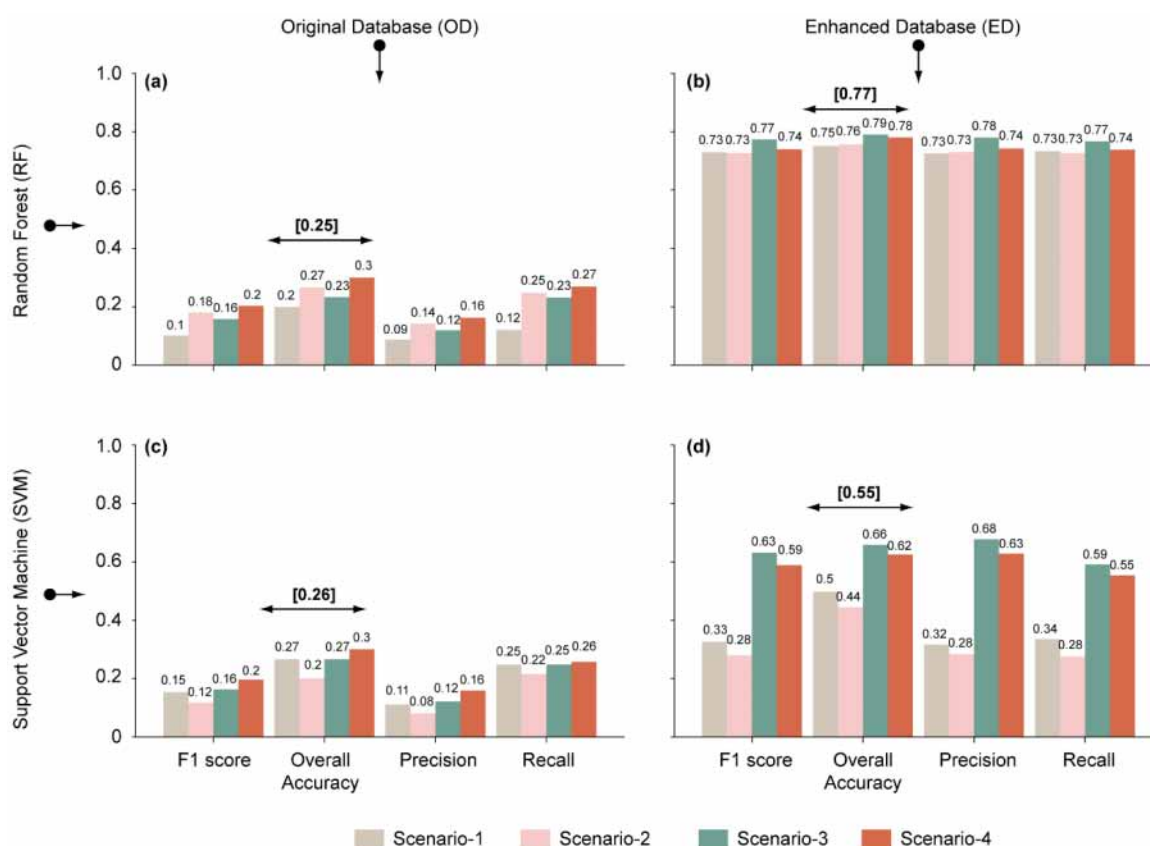 Original Database (OD)
Enhanced Database (ED)
Random Forest (RF)
(a)
1.0
0.8
0.6
0.4
0.2
0
[0.25]
0.1 0.18 0.16 0.2
0.2 0.27 0.23 0.3
0.09 0.14 0.12 0.16
0.12 0.25 0.23 0.27
(b)
[0.77]
0.73 0.73 0.77 0.74
0.75 0.76 0.79 0.78
0.73 0.73 0.78 0.74
0.73 0.73 0.77 0.74
Support Vector Machine (SVM)
(c)
1.0
0.8
0.6
0.4
0.2
0
[0.26]
0.15 0.12 0.16 0.2
0.27 0.2 0.27 0.3
0.11 0.08 0.12 0.16
0.25 0.22 0.25 0.26
F1 score
Overall
Accuracy
Precision
Recall
(d)
[0.55]
0.33 0.28 0.63 0.59
0.5 0.44 0.66 0.62
0.32 0.28 0.68 0.63
0.34 0.28 0.59 0.55
F1 score
Overall
Accuracy
Precision
Recall
Scenario-1 Scenario-2 Scenario-3 Scenario-4